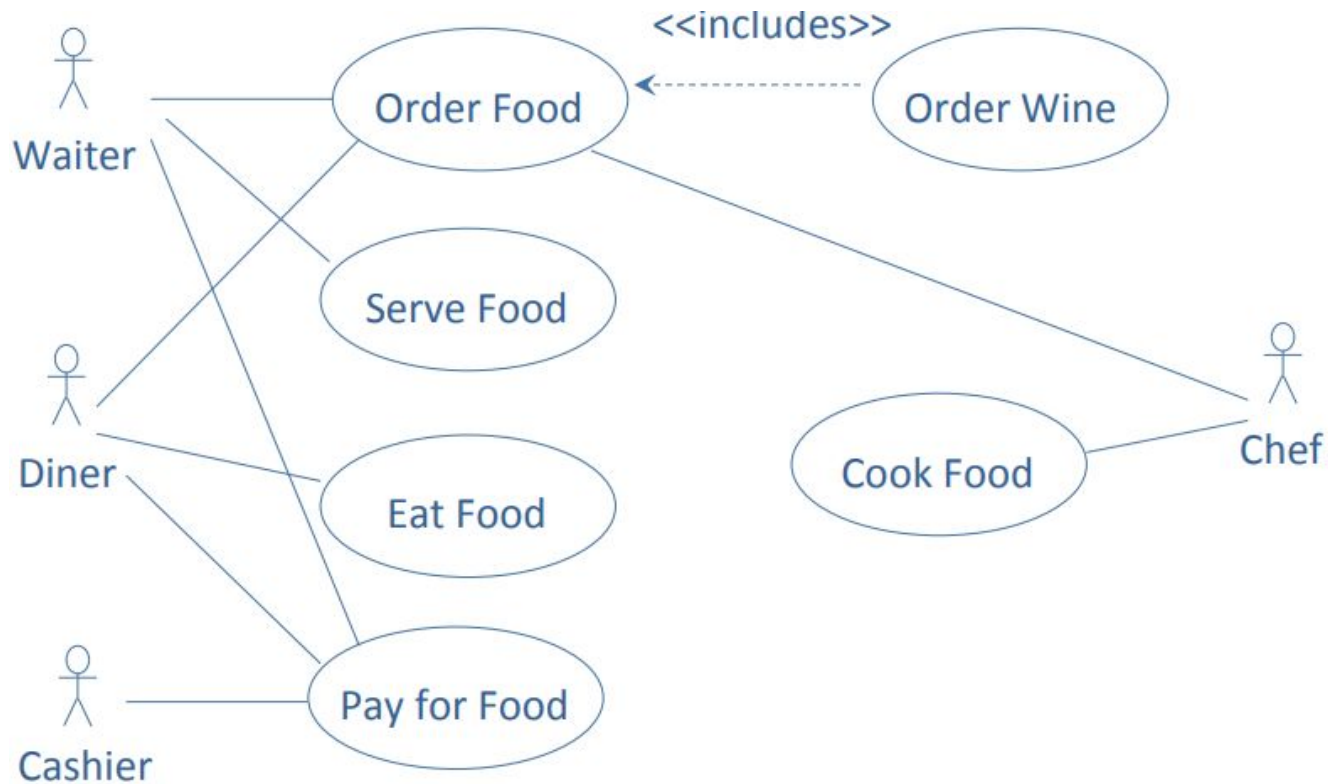 <<includes>>
Order Food
Order Wine
Waiter
Serve Food
Diner
Eat Food
Cook Food
Chef
Pay for Food
Cashier